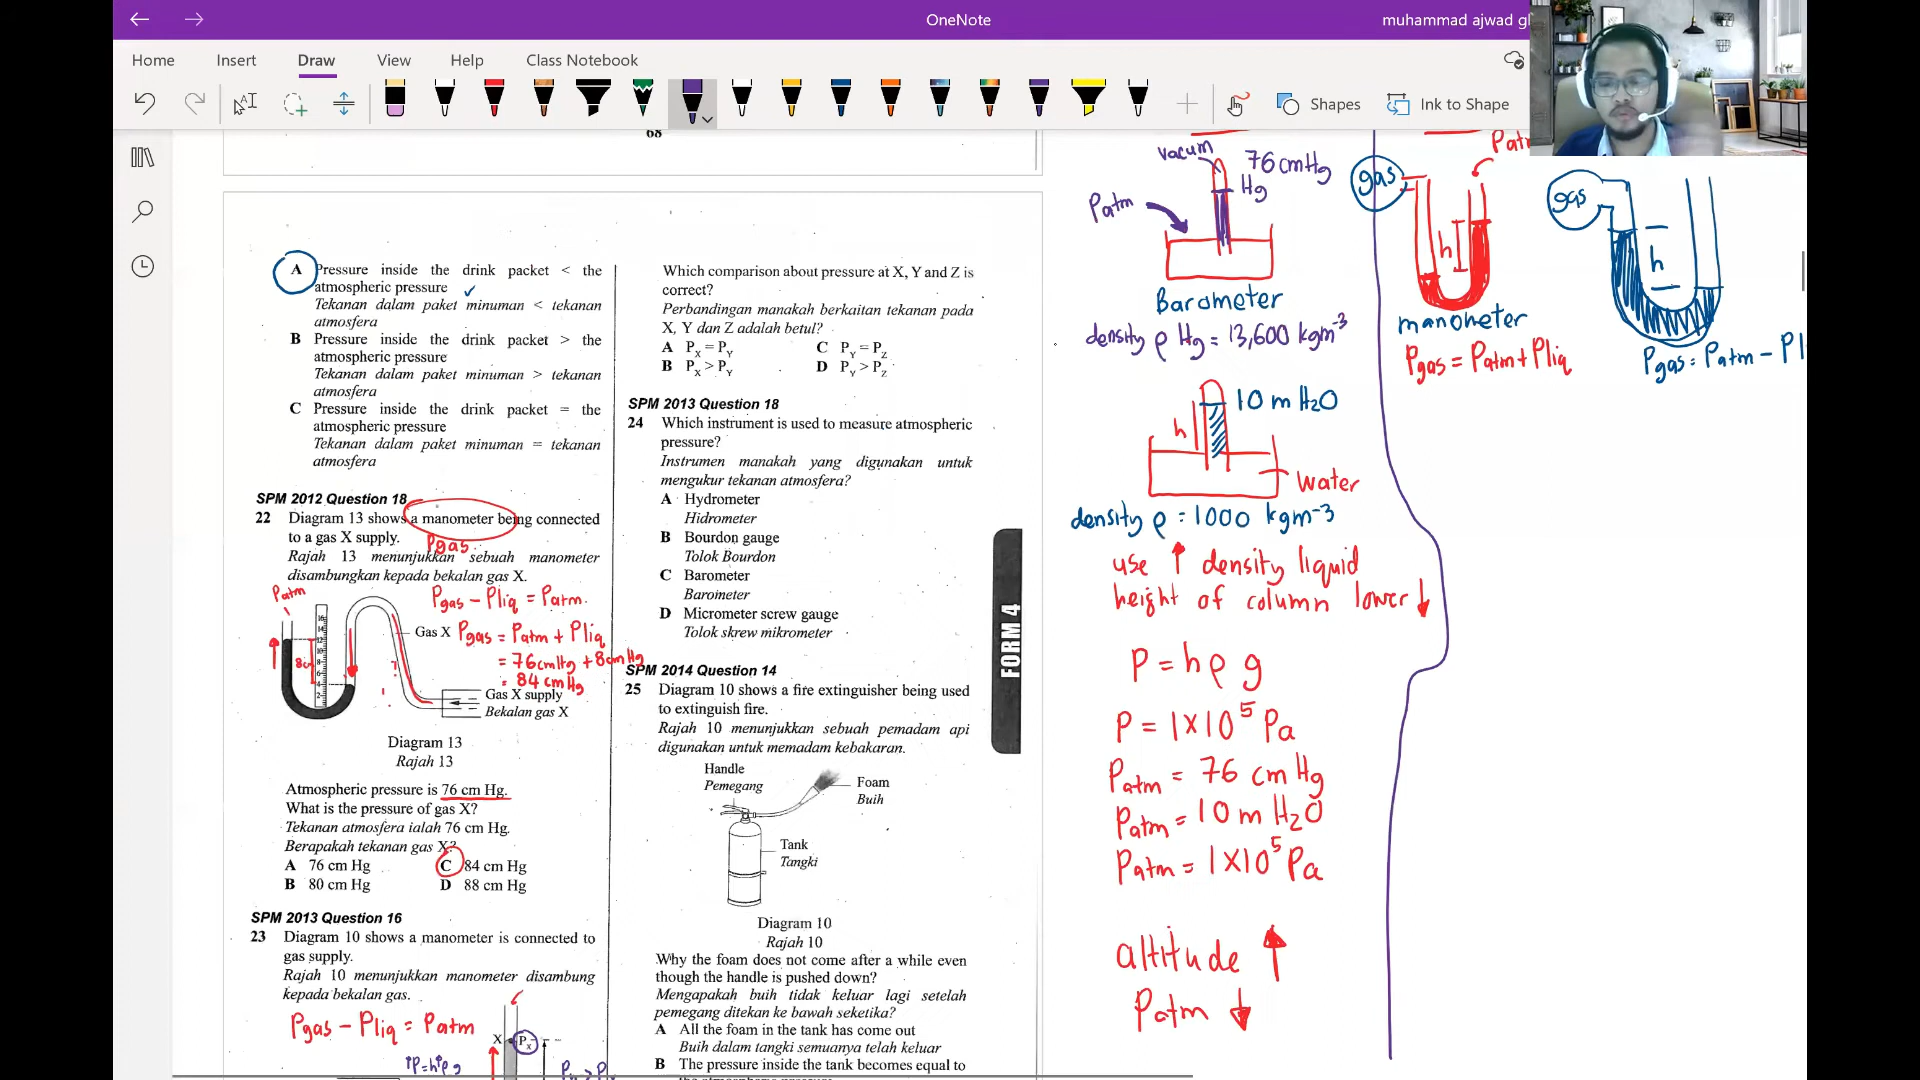 OneNote
muhammad ajwad gh
Home
Insert
Draw
View
Help
Class Notebook
Shapes
Ink to Shape
68
A Pressure inside the drink packet < the
atmospheric pressure ✓
Tekanan dalam paket minuman < tekanan
atmosfera
B Pressure inside the drink packet > the
atmospheric pressure
Tekanan dalam paket minuman > tekanan
atmosfera
C Pressure inside the drink packet = the
atmospheric pressure
Tekanan dalam paket minuman = tekanan
atmosfera
SPM 2012 Question 18
22 Diagram 13 shows a manometer being connected
to a gas X supply.
Pgas
Rajah 13 menunjukkan sebuah manometer
disambungkan kepada bekalan gas X.
Patm
Pgas - Pliq = Patm.
Gas X
Pgas = Patm + Pliq
= 76cmHg + 8cmHg
= 84 cmHg
16
14
12
10
8
6
4
2
Gas X supply
Bekalan gas X
Diagram 13
Rajah 13
Atmospheric pressure is 76 cm Hg.
What is the pressure of gas X?
Tekanan atmosfera ialah 76 cm Hg.
Berapakah tekanan gas X?
A 76 cm Hg
C 84 cm Hg
B 80 cm Hg
D 88 cm Hg
SPM 2013 Question 16
23 Diagram 10 shows a manometer is connected to
gas supply.
Rajah 10 menunjukkan manometer disambung
kepada bekalan gas.
Pgas - Pliq = Patm
X
Px
Which comparison about pressure at X, Y and Z is
correct?
Perbandingan manakah berkaitan tekanan pada
X, Y dan Z adalah betul?
A PX = PY
C PY = PZ
B PX > PY
D PY > PZ
SPM 2013 Question 18
24 Which instrument is used to measure atmospheric
pressure?
Instrumen manakah yang digunakan untuk
mengukur tekanan atmosfera?
A Hydrometer
Hidrometer
B Bourdon gauge
Tolok Bourdon
C Barometer
Barometer
D Micrometer screw gauge
Tolok skrew mikrometer
SPM 2014 Question 14
25 Diagram 10 shows a fire extinguisher being used
to extinguish fire.
Rajah 10 menunjukkan sebuah pemadam api
digunakan untuk memadam kebakaran.
Handle
Pemegang
Foam
Buih
Tank
Tangki
Diagram 10
Rajah 10
Why the foam does not come after a while even
though the handle is pushed down?
Mengapakah buih tidak keluar lagi setelah
pemegang ditekan ke bawah seketika?
A All the foam in the tank has come out
Buih dalam tangki semuanya telah keluar
B The pressure inside the tank becomes equal to
FORM 4
vacum
76 cmHg
Hg
Patm
Barometer
density ρ Hg = 13,600 kgm⁻³
10 m H2O
h
water
density ρ = 1000 kgm⁻³
use ↑ density liquid
height of column lower ↓
P = hρg
P = 1X10⁵ Pa
Patm = 76 cm Hg
Patm = 10 m H2O
Patm = 1X10⁵ Pa
altitude ↑
Patm ↓
gas
h
manometer
Pgas = Patm + Pliq
gas
h
Pgas = Patm - Pl